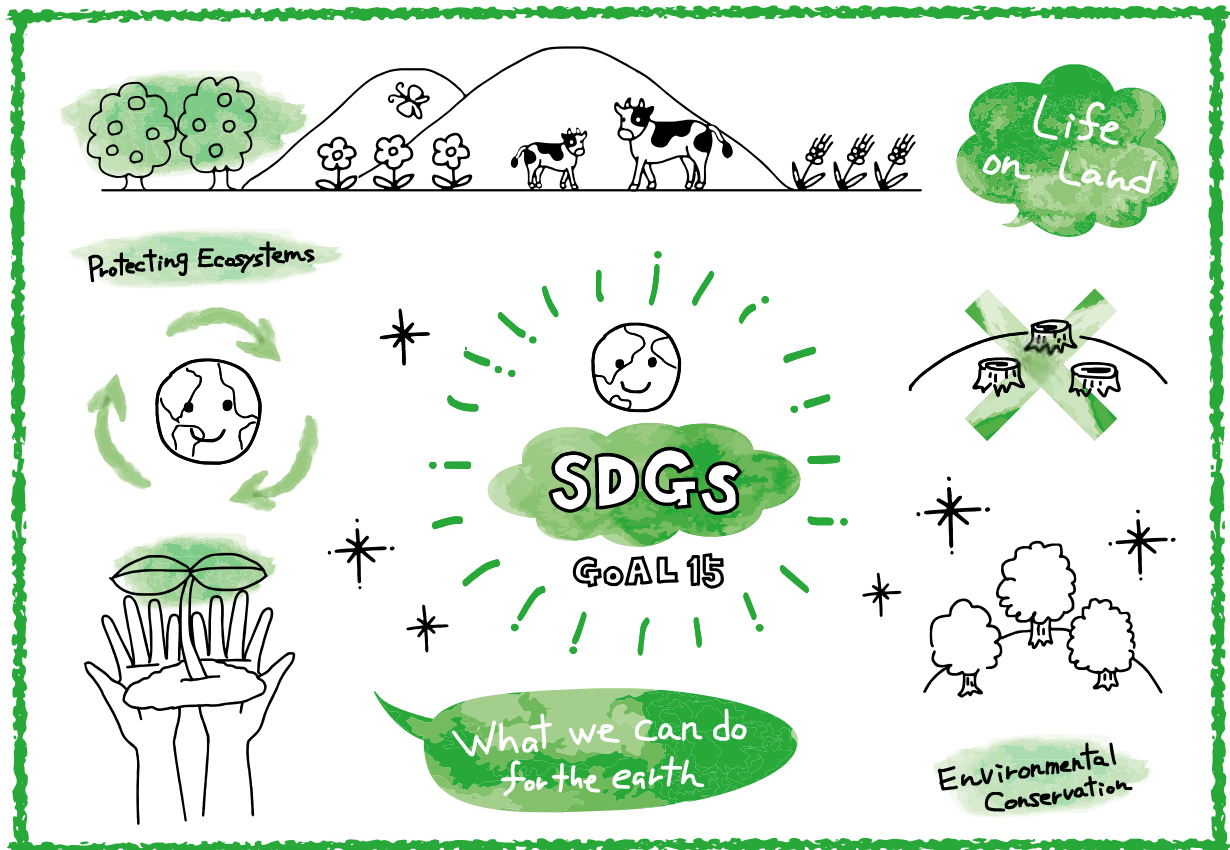 Life
on Land
Protecting Ecosystems
SDGs
GOAL 15
What we can do
for the earth
Environmental
Conservation